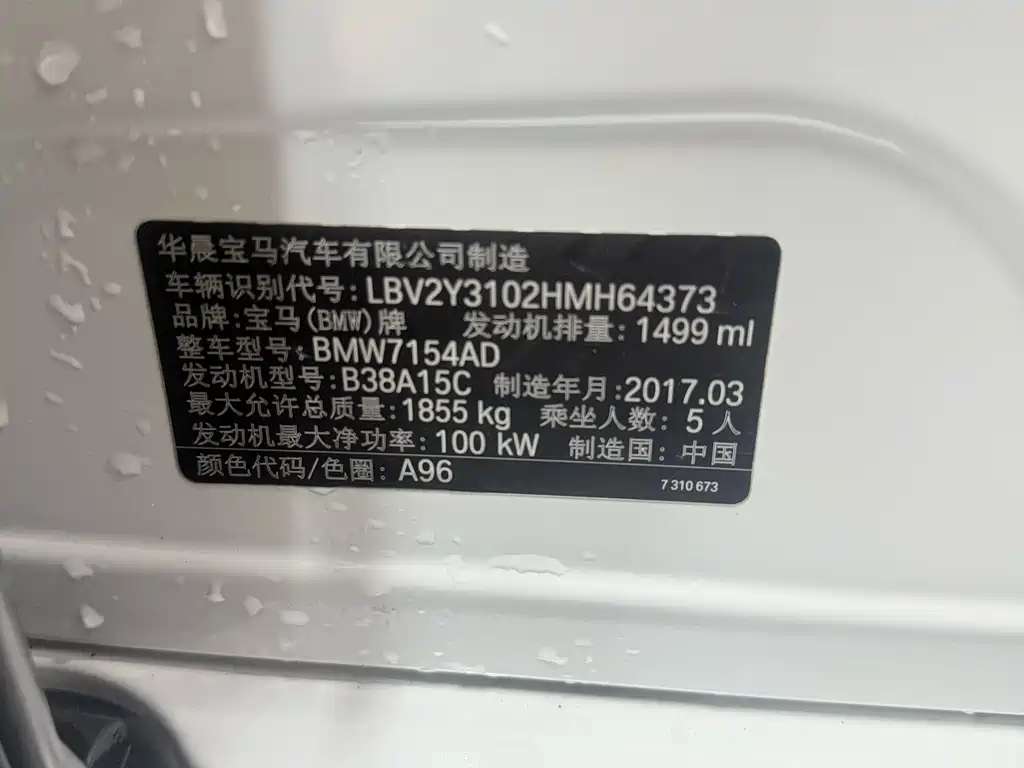 华晨宝马汽车有限公司制造
车辆识别代号:LBV2Y3102HMH64373
品牌:宝马(BMW)牌 发动机排量:1499 ml
整车型号:BMW7154AD
发动机型号:B38A15C 制造年月:2017.03
最大允许总质量:1855 kg 乘坐人数: 5 人
发动机最大净功率:100 kW 制造国: 中国
颜色代码/色圈: A96 7 310 673